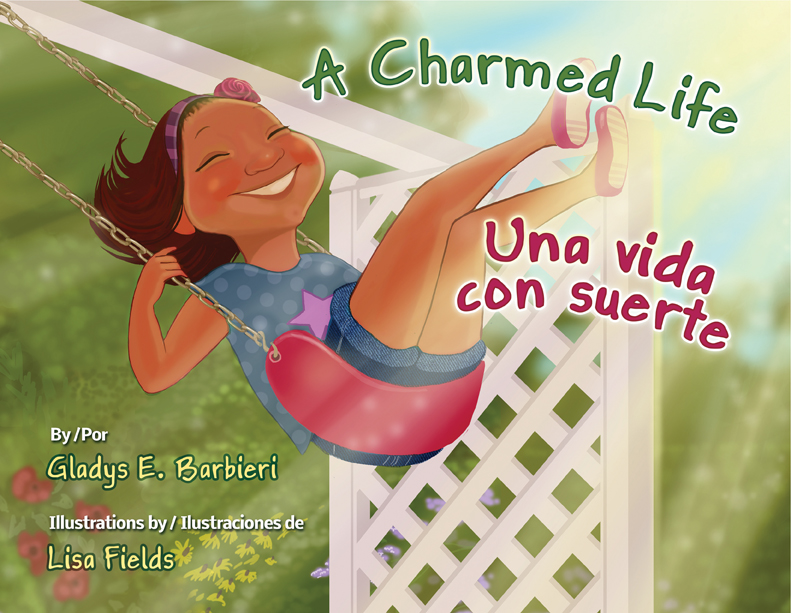 A Charmed Life
Una vida
con suerte
By/Por
Gladys E. Barbieri
Illustrations by / Ilustraciones de
Lisa Fields